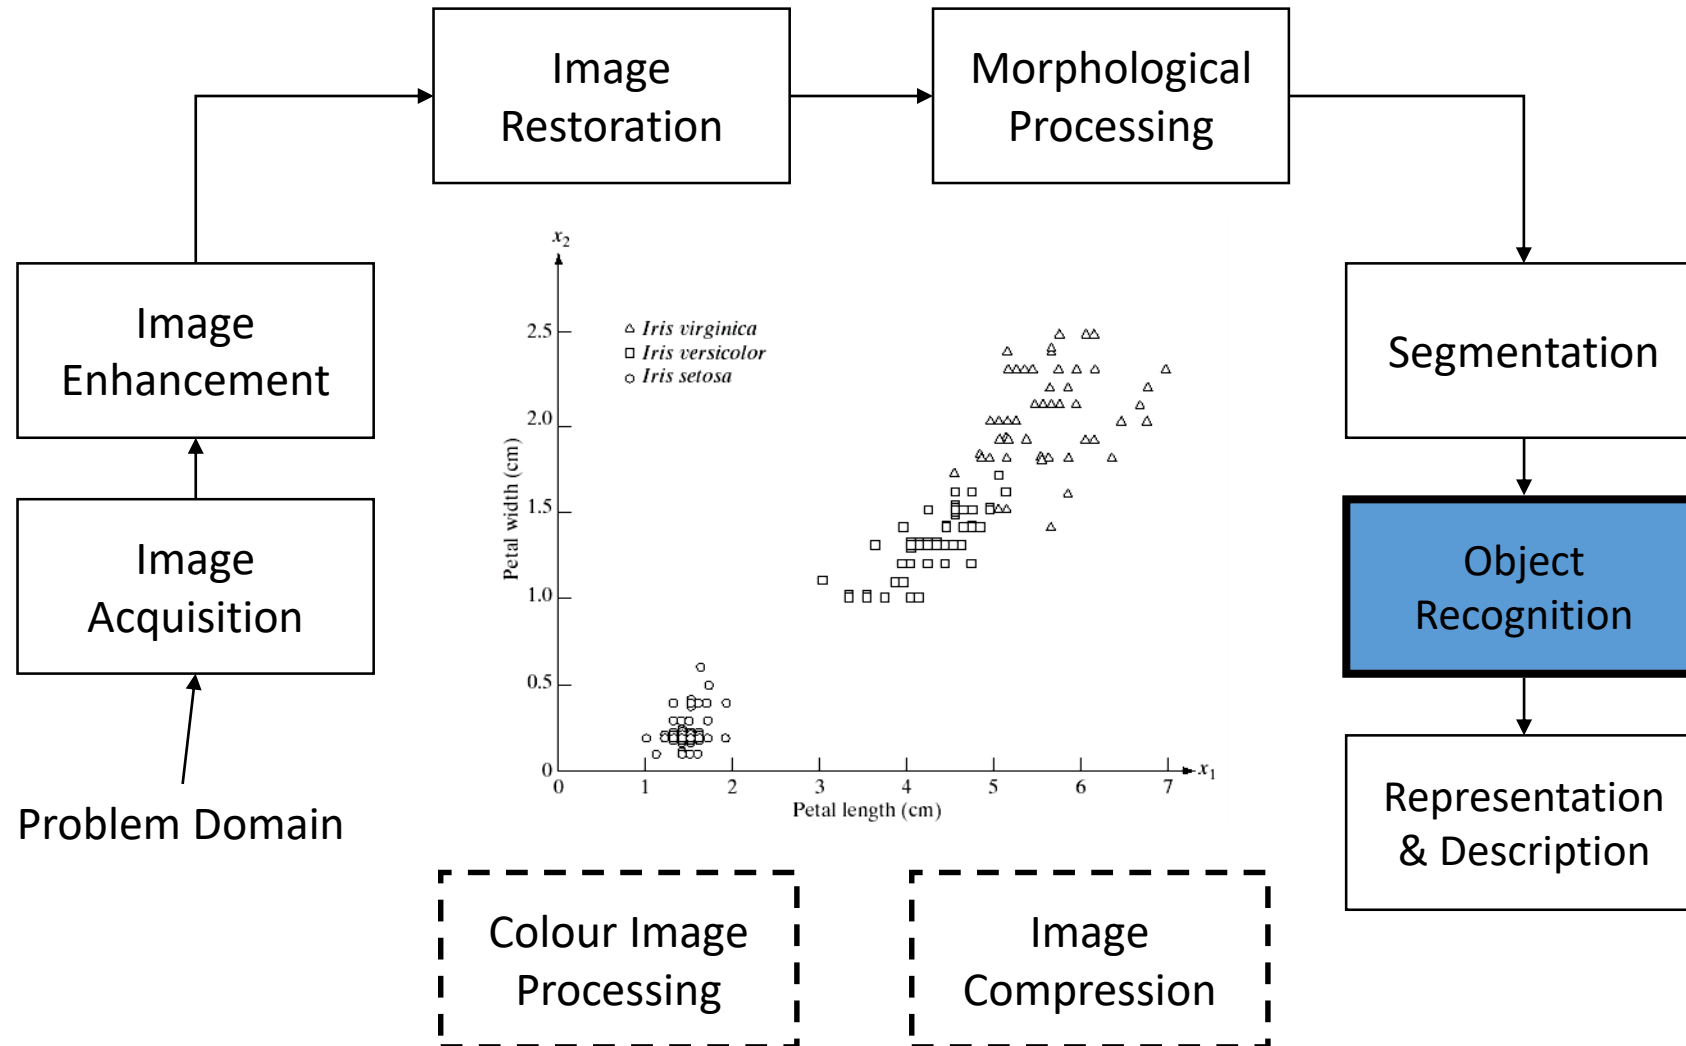 Image
Restoration
Morphological
Processing
Image
Enhancement
Segmentation
Image
Acquisition
Object
Recognition
Problem Domain
Representation
& Description
x2
2.5
2.0
1.5
1.0
0.5
0
Petal width (cm)
Iris virginica
Iris versicolor
Iris setosa
0 1 2 3 4 5 6 7
x1
Petal length (cm)
Colour Image
Processing
Image
Compression